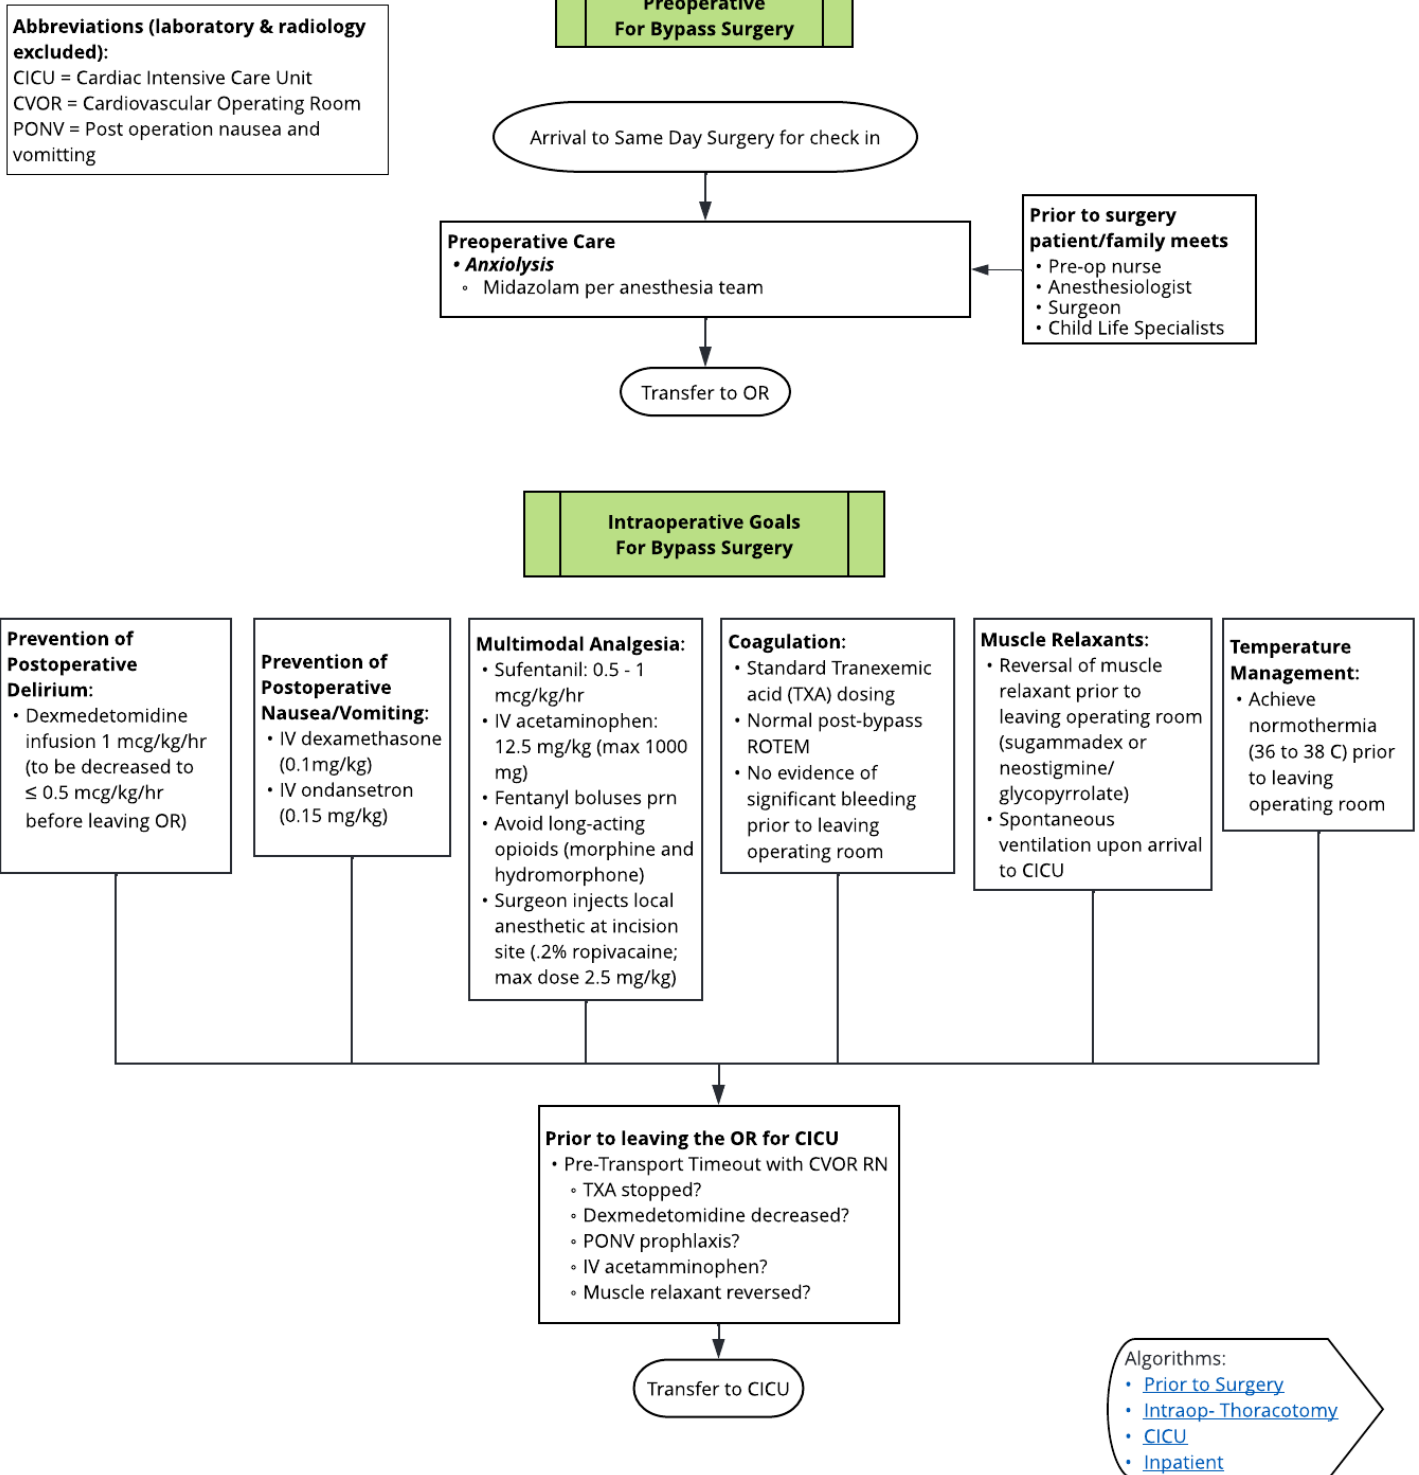 Abbreviations (laboratory & radiology
excluded):
CICU = Cardiac Intensive Care Unit
CVOR = Cardiovascular Operating Room
PONV = Post operation nausea and
vomitting
Preoperative
For Bypass Surgery
Arrival to Same Day Surgery for check in
Preoperative Care
• Anxiolysis
◦ Midazolam per anesthesia team
Prior to surgery
patient/family meets
• Pre-op nurse
• Anesthesiologist
• Surgeon
• Child Life Specialists
Transfer to OR
Intraoperative Goals
For Bypass Surgery
Prevention of
Postoperative
Delirium:
• Dexmedetomidine
infusion 1 mcg/kg/hr
(to be decreased to
≤ 0.5 mcg/kg/hr
before leaving OR)
Prevention of
Postoperative
Nausea/Vomiting:
• IV dexamethasone
(0.1mg/kg)
• IV ondansetron
(0.15 mg/kg)
Multimodal Analgesia:
• Sufentanil: 0.5 - 1
mcg/kg/hr
• IV acetaminophen:
12.5 mg/kg (max 1000
mg)
• Fentanyl boluses prn
• Avoid long-acting
opioids (morphine and
hydromorphone)
• Surgeon injects local
anesthetic at incision
site (.2% ropivacaine;
max dose 2.5 mg/kg)
Coagulation:
• Standard Tranexemic
acid (TXA) dosing
• Normal post-bypass
ROTEM
• No evidence of
significant bleeding
prior to leaving
operating room
Muscle Relaxants:
• Reversal of muscle
relaxant prior to
leaving operating room
(sugammadex or
neostigmine/
glycopyrrolate)
• Spontaneous
ventilation upon arrival
to CICU
Temperature
Management:
• Achieve
normothermia
(36 to 38 C) prior
to leaving
operating room
Prior to leaving the OR for CICU
• Pre-Transport Timeout with CVOR RN
◦ TXA stopped?
◦ Dexmedetomidine decreased?
◦ PONV prophlaxis?
◦ IV acetamminophen?
◦ Muscle relaxant reversed?
Transfer to CICU
Algorithms:
• Prior to Surgery
• Intraop- Thoracotomy
• CICU
• Inpatient